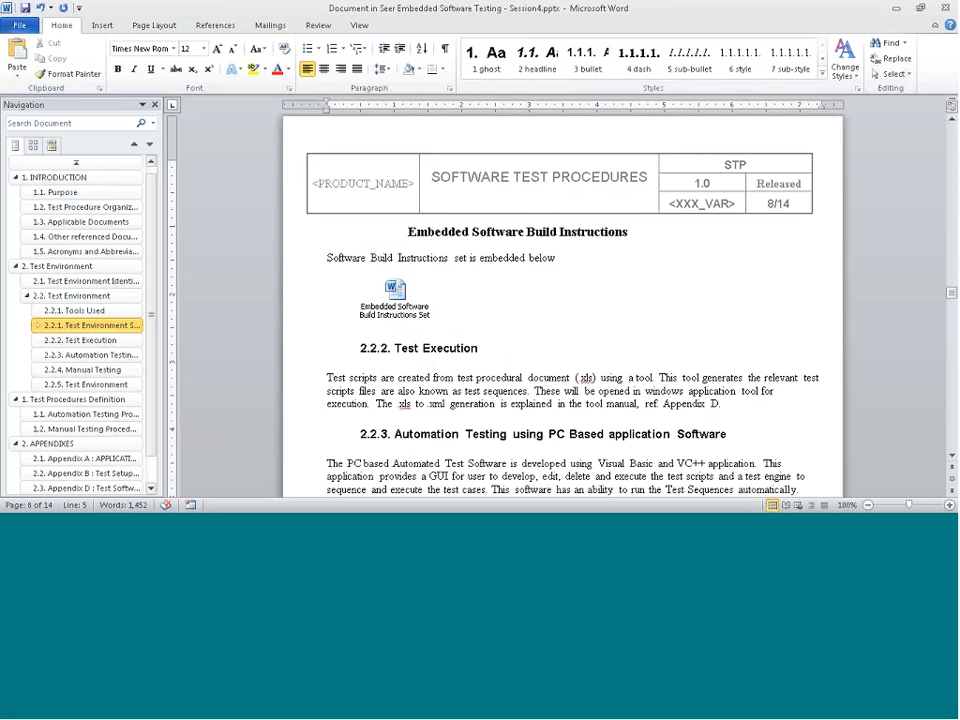 Document in Seer Embedded Software Testing - Session4.pptx - Microsoft Word
File Home Insert Page Layout References Mailings Review View
Paste
Cut
Copy
Format Painter
Clipboard
Times New Rom 12
Font
Paragraph
1. Aa 1.1. A 1.1.1. A 1.1.1.1. 1.1.1.1.1. 1.1.1.1.1. 1.1.1.1.1.
1 ghost 2 headline 3 bullet 4 dash 5 sub-bullet 6 style 7 sub-style
Change Styles
Styles
Find
Replace
Select
Editing
Navigation
Search Document
1. INTRODUCTION
1.1. Purpose
1.2. Test Procedure Organiz...
1.3. Applicable Documents
1.4. Other referenced Docu...
1.5. Acronyms and Abbrevia...
2. Test Environment
2.1. Test Environment Identi...
2.2. Test Environment
2.2.1. Tools Used
2.2.1. Test Environment S...
2.2.2. Test Execution
2.2.3. Automation Testin...
2.2.4. Manual Testing
2.2.5. Test Environment
1. Test Procedures Definition
1.1. Automation Testing Pro...
1.2. Manual Testing Proced...
2. APPENDIXES
2.1. Appendix A : APPLICATI...
2.2. Appendix B : Test Setup...
2.3. Appendix D : Test Softw...
<PRODUCT_NAME>
SOFTWARE TEST PROCEDURES
STP
1.0 Released
<XXX_VAR> 8/14
Embedded Software Build Instructions
Software Build Instructions set is embedded below
Embedded Software
Build Instructions Set
2.2.2. Test Execution
Test scripts are created from test procedural document (.xls) using a tool. This tool generates the relevant test
scripts files are also known as test sequences. These will be opened in windows application tool for
execution. The .xls to .xml generation is explained in the tool manual, ref. Appendix D.
2.2.3. Automation Testing using PC Based application Software
The PC based Automated Test Software is developed using Visual Basic and VC++ application. This
application provides a GUI for user to develop, edit, delete and execute the test scripts and a test engine to
sequence and execute the test cases. This software has an ability to run the Test Sequences automatically.
Page: 8 of 14 Line: 5 Words: 1,452
100%